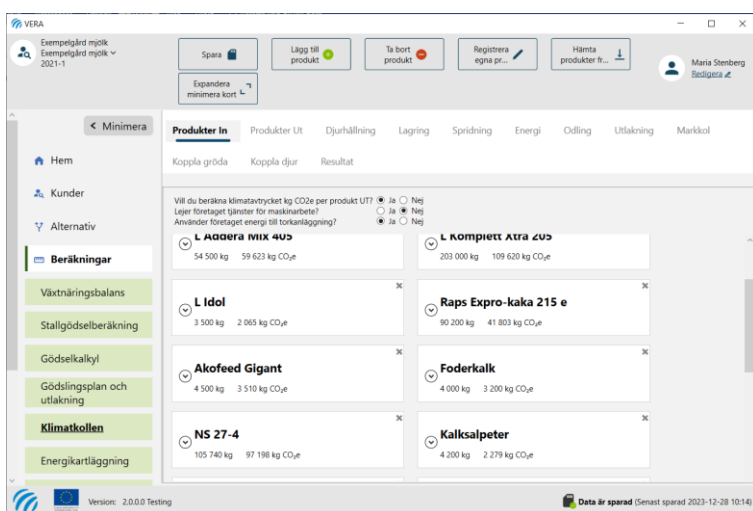 VERA
Exempelgård mjölk
Exempelgård mjölk
2021-1
Spara
Lägg till
produkt
Ta bort
produkt
Registrera
egna pr...
Hämta
produkter fr...
Expandera
minimera kort
Maria Stenberg
Redigera
Minimera
Hem
Kunder
Alternativ
Beräkningar
Växtnäringsbalans
Stallgödselberäkning
Gödselkalkyl
Gödslingsplan och
utlakning
Klimatkollen
Energikartläggning
Produkter In Produkter Ut Djurhållning Lagring Spridning Energi Odling Utlakning Markkol
Koppla gröda Koppla djur Resultat
Vill du beräkna klimatavtrycket kg CO2e per produkt UT? Ja Nej
Lejer företaget tjänster för maskinarbete? Ja Nej
Använder företaget energi till torkanläggning? Ja Nej
L Addera Mix 405
54 500 kg 59 623 kg CO₂e
L Komplett Xtra 205
203 000 kg 109 620 kg CO₂e
L Idol
3 500 kg 2 065 kg CO₂e
Raps Expro-kaka 215 e
90 200 kg 41 803 kg CO₂e
Akofeed Gigant
4 500 kg 3 510 kg CO₂e
Foderkalk
4 000 kg 3 200 kg CO₂e
NS 27-4
105 740 kg 97 198 kg CO₂e
Kalksalpeter
4 200 kg 2 279 kg CO₂e
Version: 2.0.0.0 Testing
Data är sparad (Senast sparad 2023-12-28 10:14)